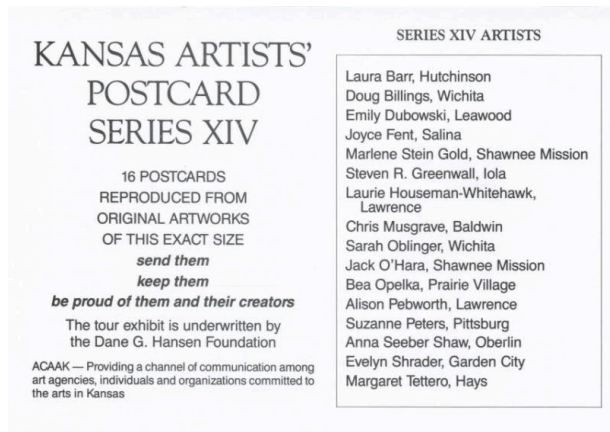 KANSAS ARTISTS'
POSTCARD
SERIES XIV
16 POSTCARDS
REPRODUCED FROM
ORIGINAL ARTWORKS
OF THIS EXACT SIZE
send them
keep them
be proud of them and their creators
The tour exhibit is underwritten by
the Dane G. Hansen Foundation
ACAAK — Providing a channel of communication among
art agencies, individuals and organizations committed to
the arts in Kansas
SERIES XIV ARTISTS
Laura Barr, Hutchinson
Doug Billings, Wichita
Emily Dubowski, Leawood
Joyce Fent, Salina
Marlene Stein Gold, Shawnee Mission
Steven R. Greenwall, Iola
Laurie Houseman-Whitehawk,
Lawrence
Chris Musgrave, Baldwin
Sarah Oblinger, Wichita
Jack O'Hara, Shawnee Mission
Bea Opelka, Prairie Village
Alison Pebworth, Lawrence
Suzanne Peters, Pittsburg
Anna Seeber Shaw, Oberlin
Evelyn Shrader, Garden City
Margaret Tettero, Hays